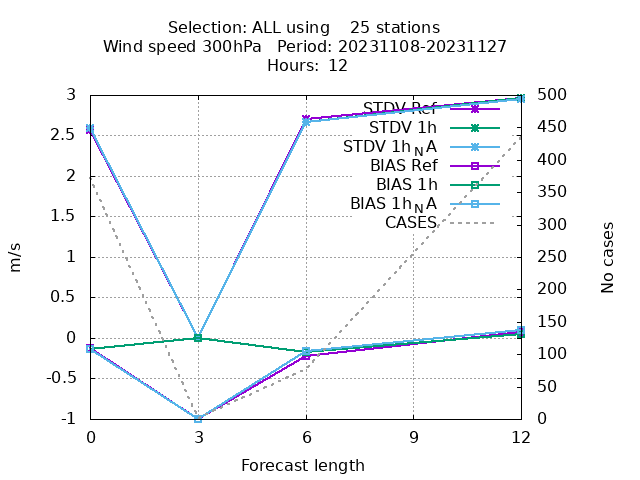 Selection: ALL using    25 stations
Wind speed 300hPa   Period: 20231108-20231127
Hours:  12
STDV Ref
STDV 1h
STDV 1h_NA
BIAS Ref
BIAS 1h
BIAS 1h_NA
CASES
m/s
3
2.5
2
1.5
1
0.5
0
-0.5
-1
No cases
500
450
400
350
300
250
200
150
100
50
0
0 3 6 9 12
Forecast length